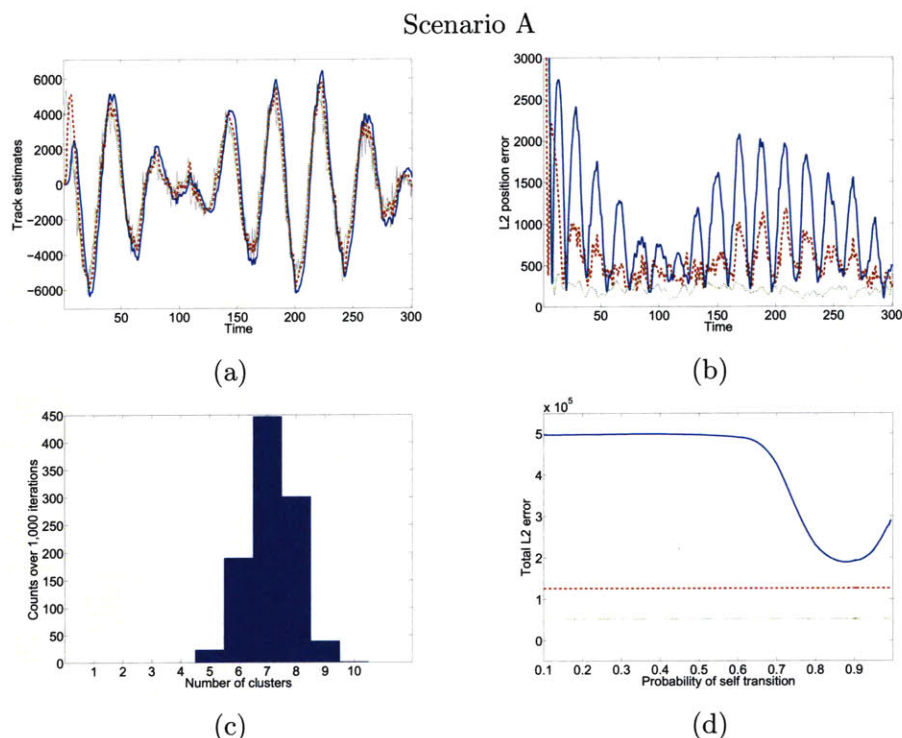 Scenario A
6000
4000
2000
0
−2000
−4000
−6000
Track estimates
50 100 150 200 250 300
Time
(a)
3000
2500
2000
1500
1000
500
0
L2 position error
50 100 150 200 250 300
Time
(b)
450
400
350
300
250
200
150
100
50
0
Counts over 1,000 iterations
1 2 3 4 5 6 7 8 9 10
Number of clusters
(c)
x 10⁵
5
4
3
2
1
0
Total L2 error
0.1 0.2 0.3 0.4 0.5 0.6 0.7 0.8 0.9
Probability of self transition
(d)